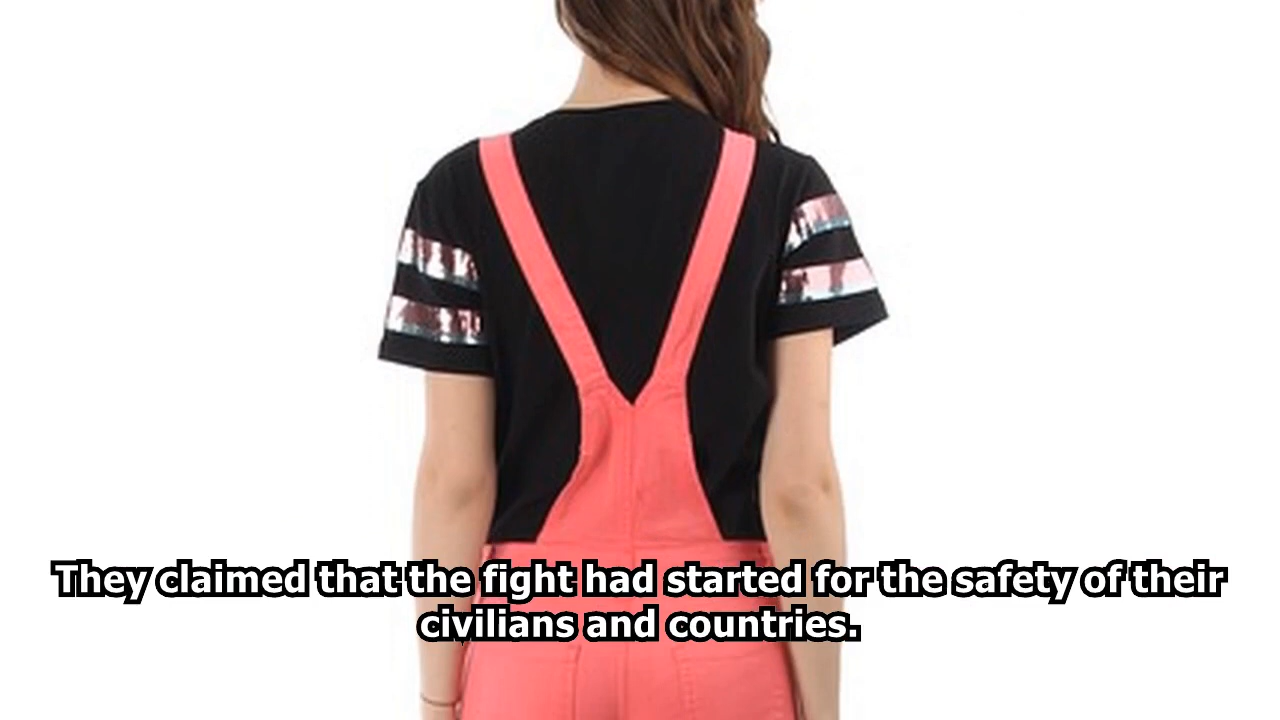 They claimed that the fight had started for the safety of their
civilians and countries.